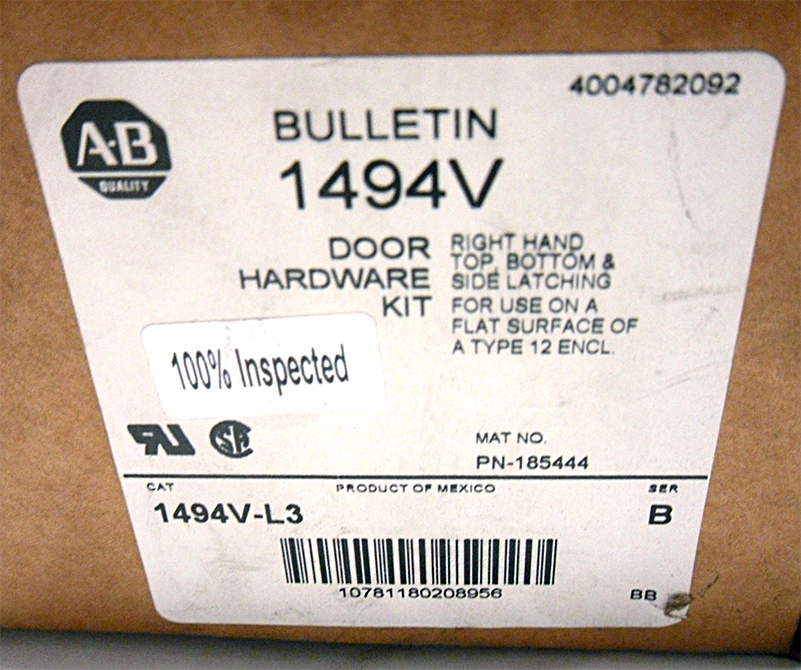 4004782092
A-B
QUALITY
BULLETIN
1494V
DOOR
HARDWARE
KIT
RIGHT HAND
TOP, BOTTOM &
SIDE LATCHING
FOR USE ON A
FLAT SURFACE OF
A TYPE 12 ENCL.
100% Inspected
MAT NO.
PN-185444
CAT
PRODUCT OF MEXICO
SER
1494V-L3
B
10781180208956
BB